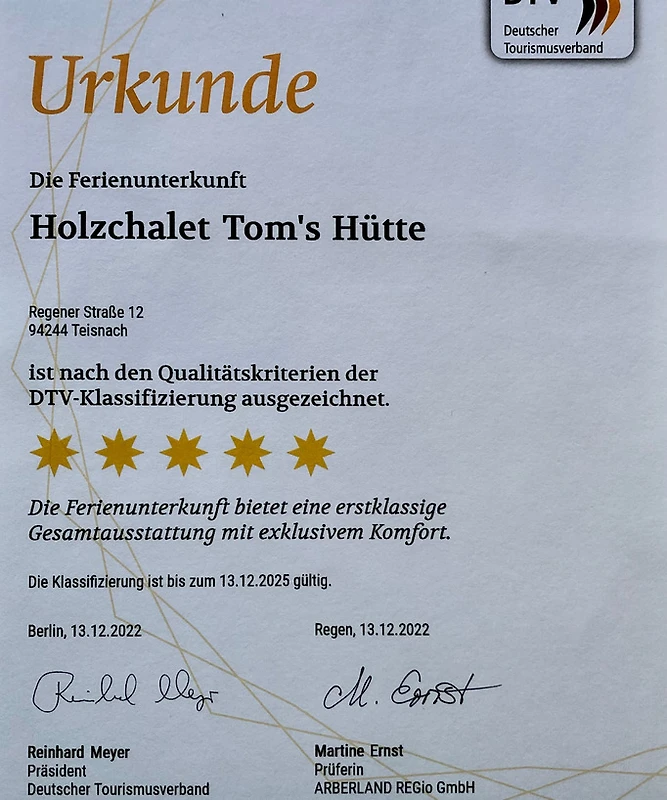 DTV
Deutscher
Tourismusverband
Urkunde
Die Ferienunterkunft
Holzchalet Tom's Hütte
Regener Straße 12
94244 Teisnach
ist nach den Qualitätskriterien der
DTV-Klassifizierung ausgezeichnet.
Die Ferienunterkunft bietet eine erstklassige
Gesamtausstattung mit exklusivem Komfort.
Die Klassifizierung ist bis zum 13.12.2025 gültig.
Berlin, 13.12.2022
Regen, 13.12.2022
Reinhard Meyer
M. Ernst
Reinhard Meyer
Präsident
Deutscher Tourismusverband
Martine Ernst
Prüferin
ARBERLAND REGio GmbH